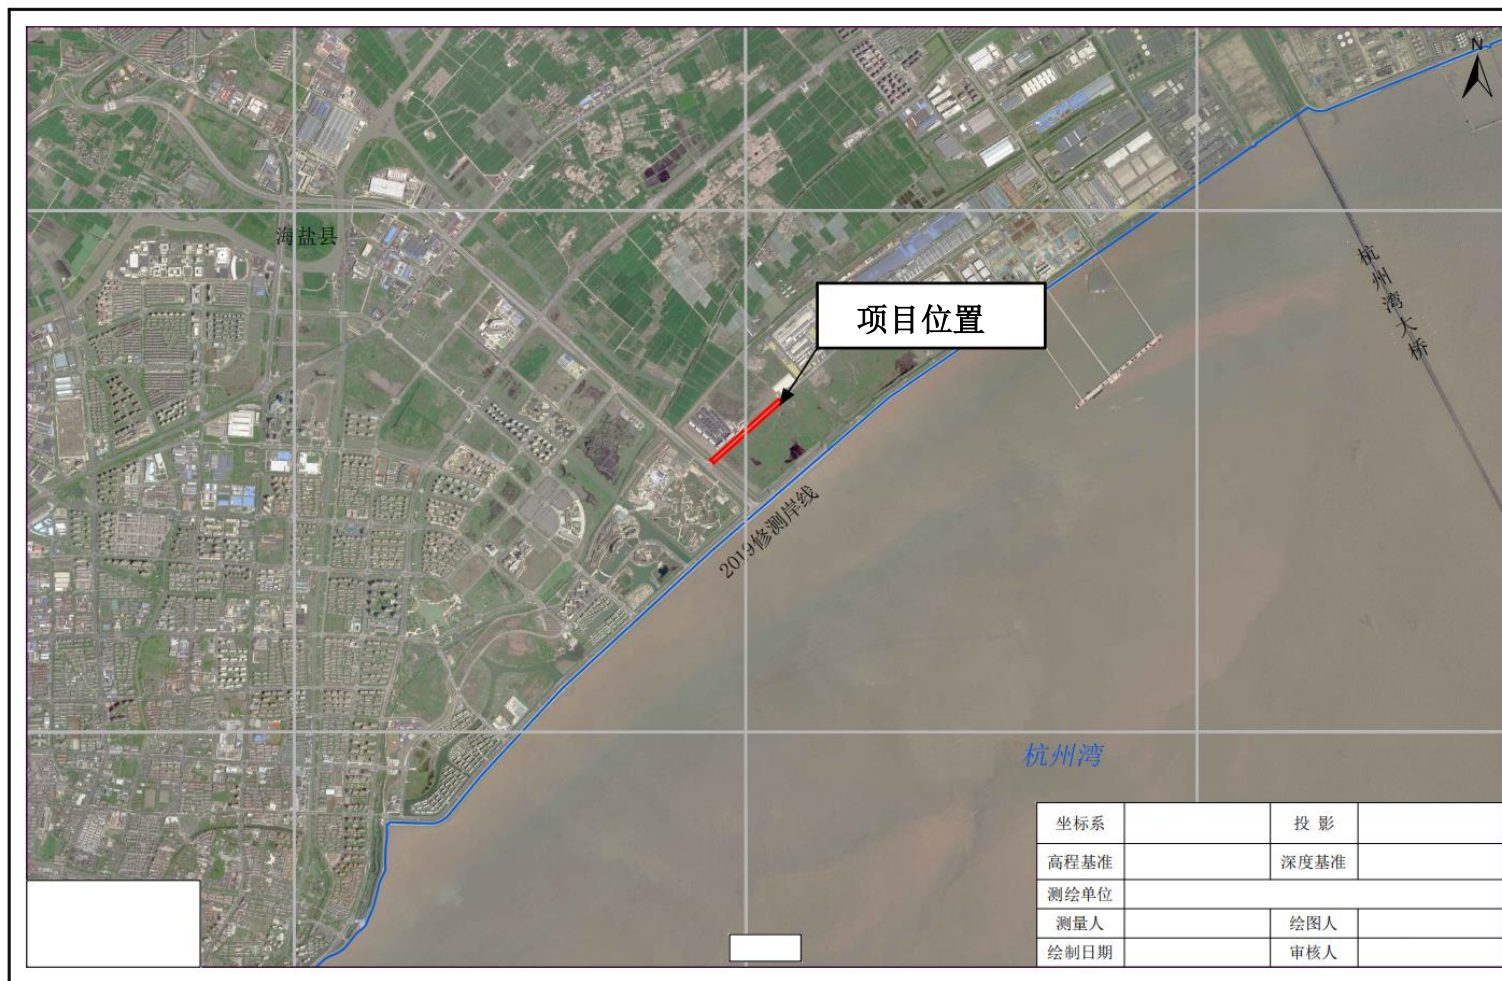 N
海盐县
杭州湾大桥
项目位置
2019修测岸线
杭州湾
坐标系 投 影
高程基准 深度基准
测绘单位
测量人 绘图人
绘制日期 审核人